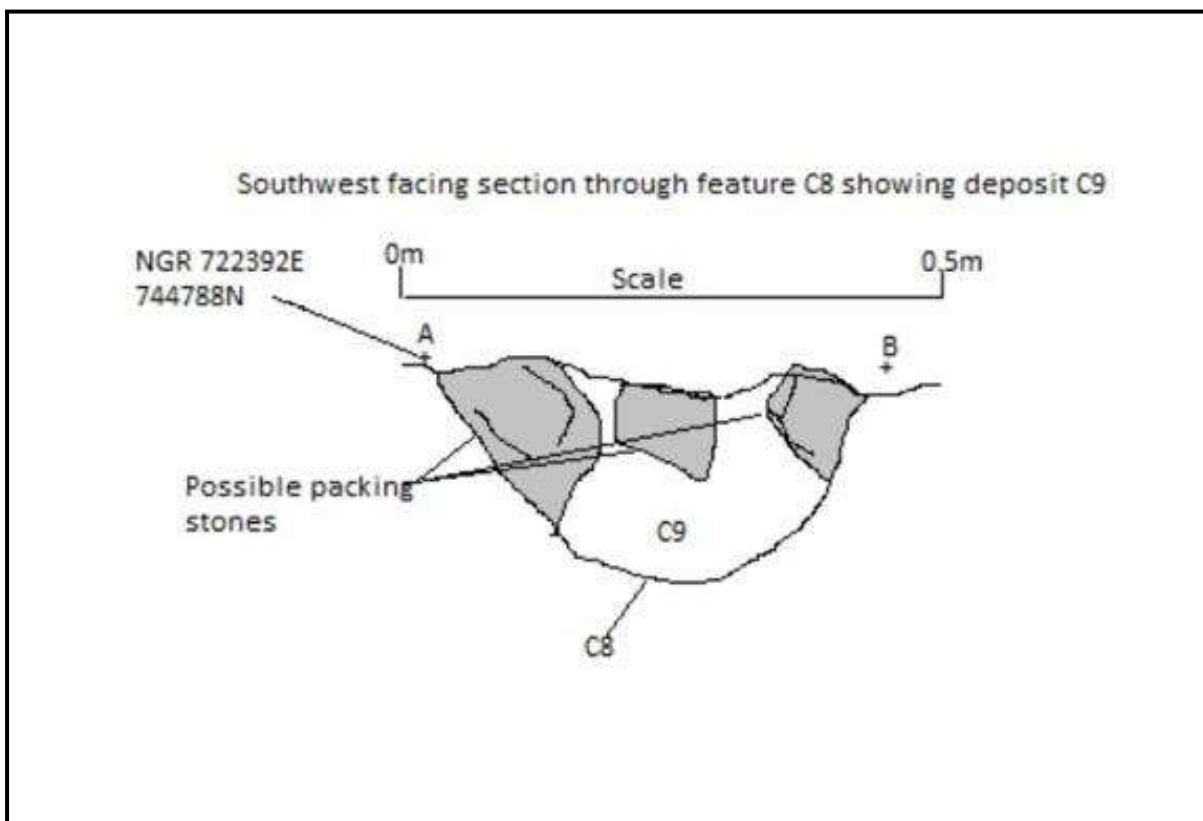 Southwest facing section through feature C8 showing deposit C9
NGR 722392E
744788N
0m
Scale
0.5m
A
B
Possible packing
stones
C9
C8